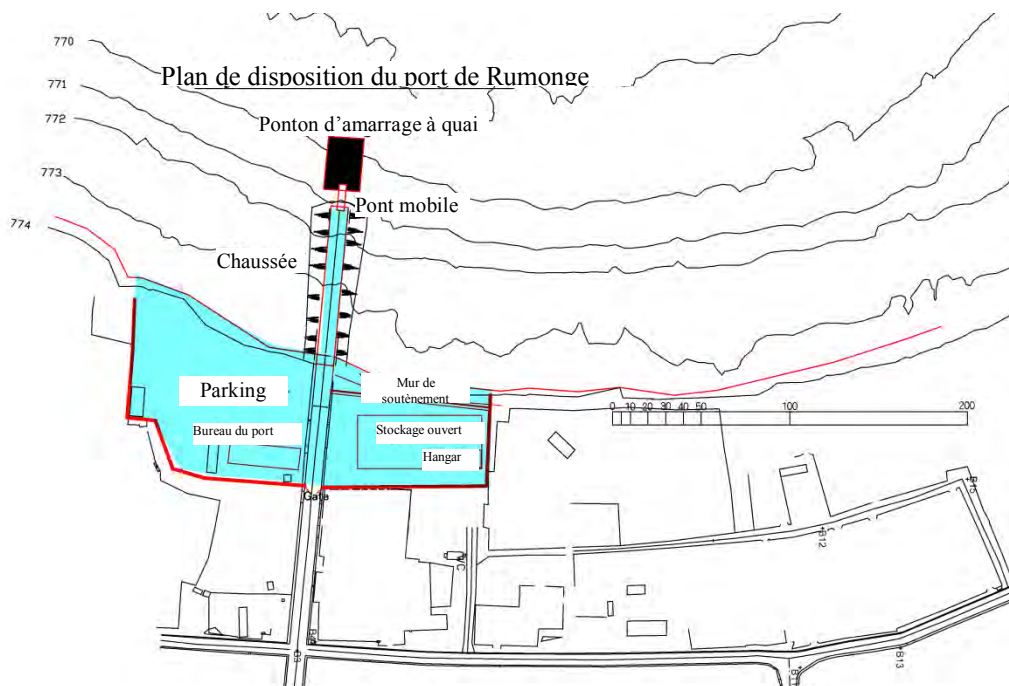 770
Plan de disposition du port de Rumonge
771
772
Ponton d'amarrage à quai
773
Pont mobile
774
Chaussée
Parking
Mur de
soutènement
0 10 20 30 40 50 100 200
Bureau du port
Stockage ouvert
Hangar
B15
B12
B13